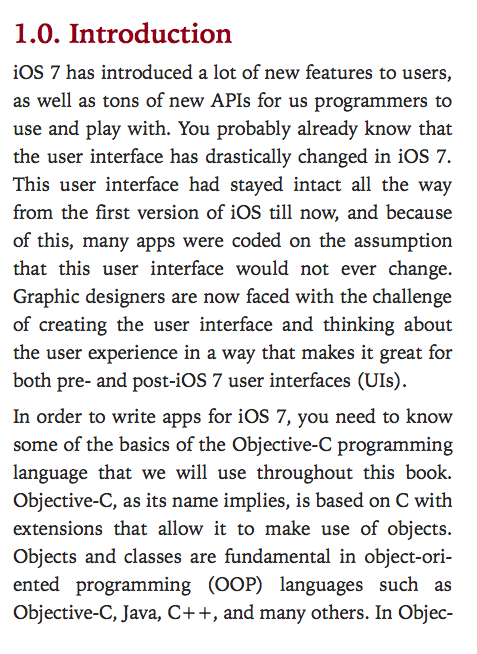 1.0. Introduction
iOS 7 has introduced a lot of new features to users,
as well as tons of new APIs for us programmers to
use and play with. You probably already know that
the user interface has drastically changed in iOS 7.
This user interface had stayed intact all the way
from the first version of iOS till now, and because
of this, many apps were coded on the assumption
that this user interface would not ever change.
Graphic designers are now faced with the challenge
of creating the user interface and thinking about
the user experience in a way that makes it great for
both pre- and post-iOS 7 user interfaces (UIs).
In order to write apps for iOS 7, you need to know
some of the basics of the Objective-C programming
language that we will use throughout this book.
Objective-C, as its name implies, is based on C with
extensions that allow it to make use of objects.
Objects and classes are fundamental in object-ori-
ented programming (OOP) languages such as
Objective-C, Java, C++, and many others. In Objec-